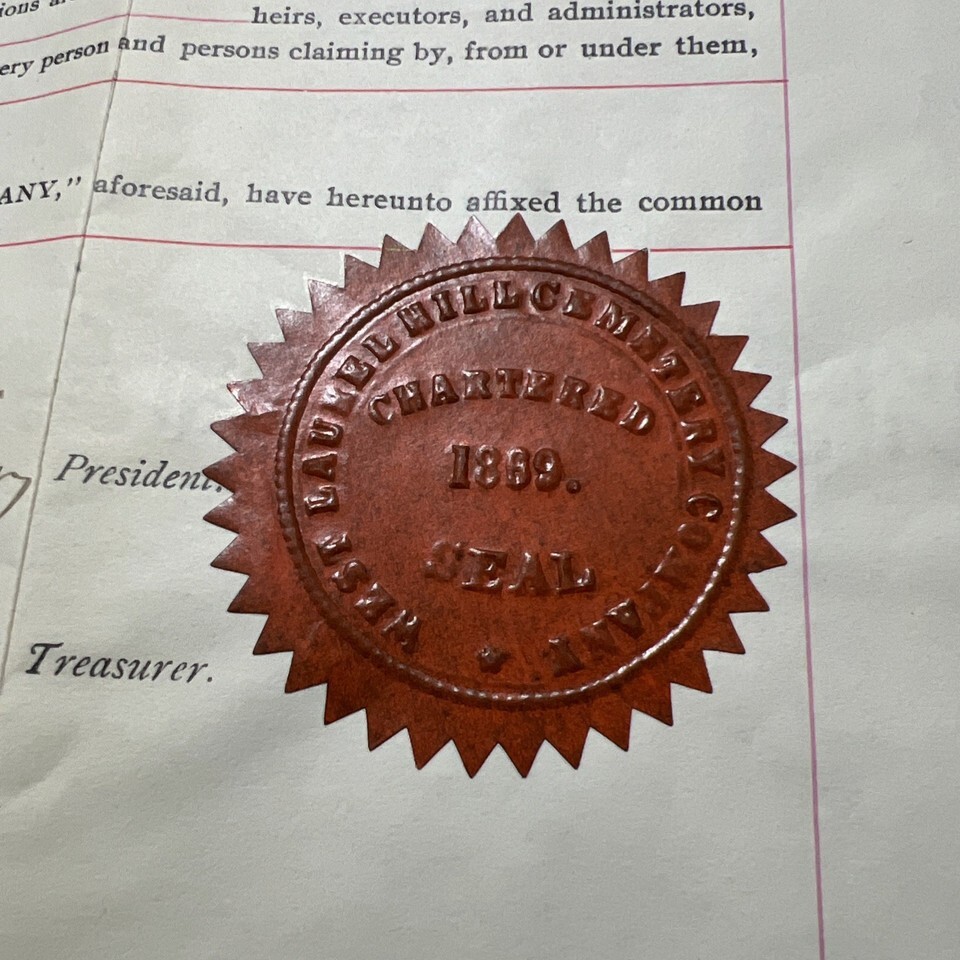 heirs, executors, and administrators,
ery person and persons claiming by, from or under them,
ANY," aforesaid, have hereunto affixed the common
President.
Treasurer.
WEST LAUREL HILL CEMETERY COMPANY.
CHARTERED
1869.
SEAL